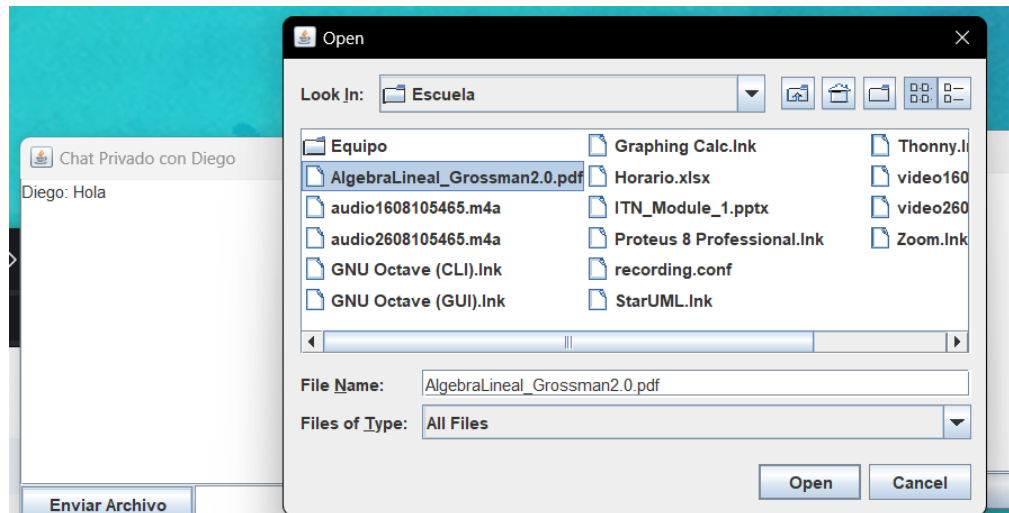 Open
Look In:
Escuela
Equipo
AlgebraLineal_Grossman2.0.pdf
audio1608105465.m4a
audio2608105465.m4a
GNU Octave (CLI).lnk
GNU Octave (GUI).lnk
Graphing Calc.lnk
Horario.xlsx
ITN_Module_1.pptx
Proteus 8 Professional.lnk
recording.conf
StarUML.lnk
Thonny.l
video160
video260
Zoom.lnk
File Name:
AlgebraLineal_Grossman2.0.pdf
Files of Type:
All Files
Open
Cancel
Chat Privado con Diego
Diego: Hola
Enviar Archivo